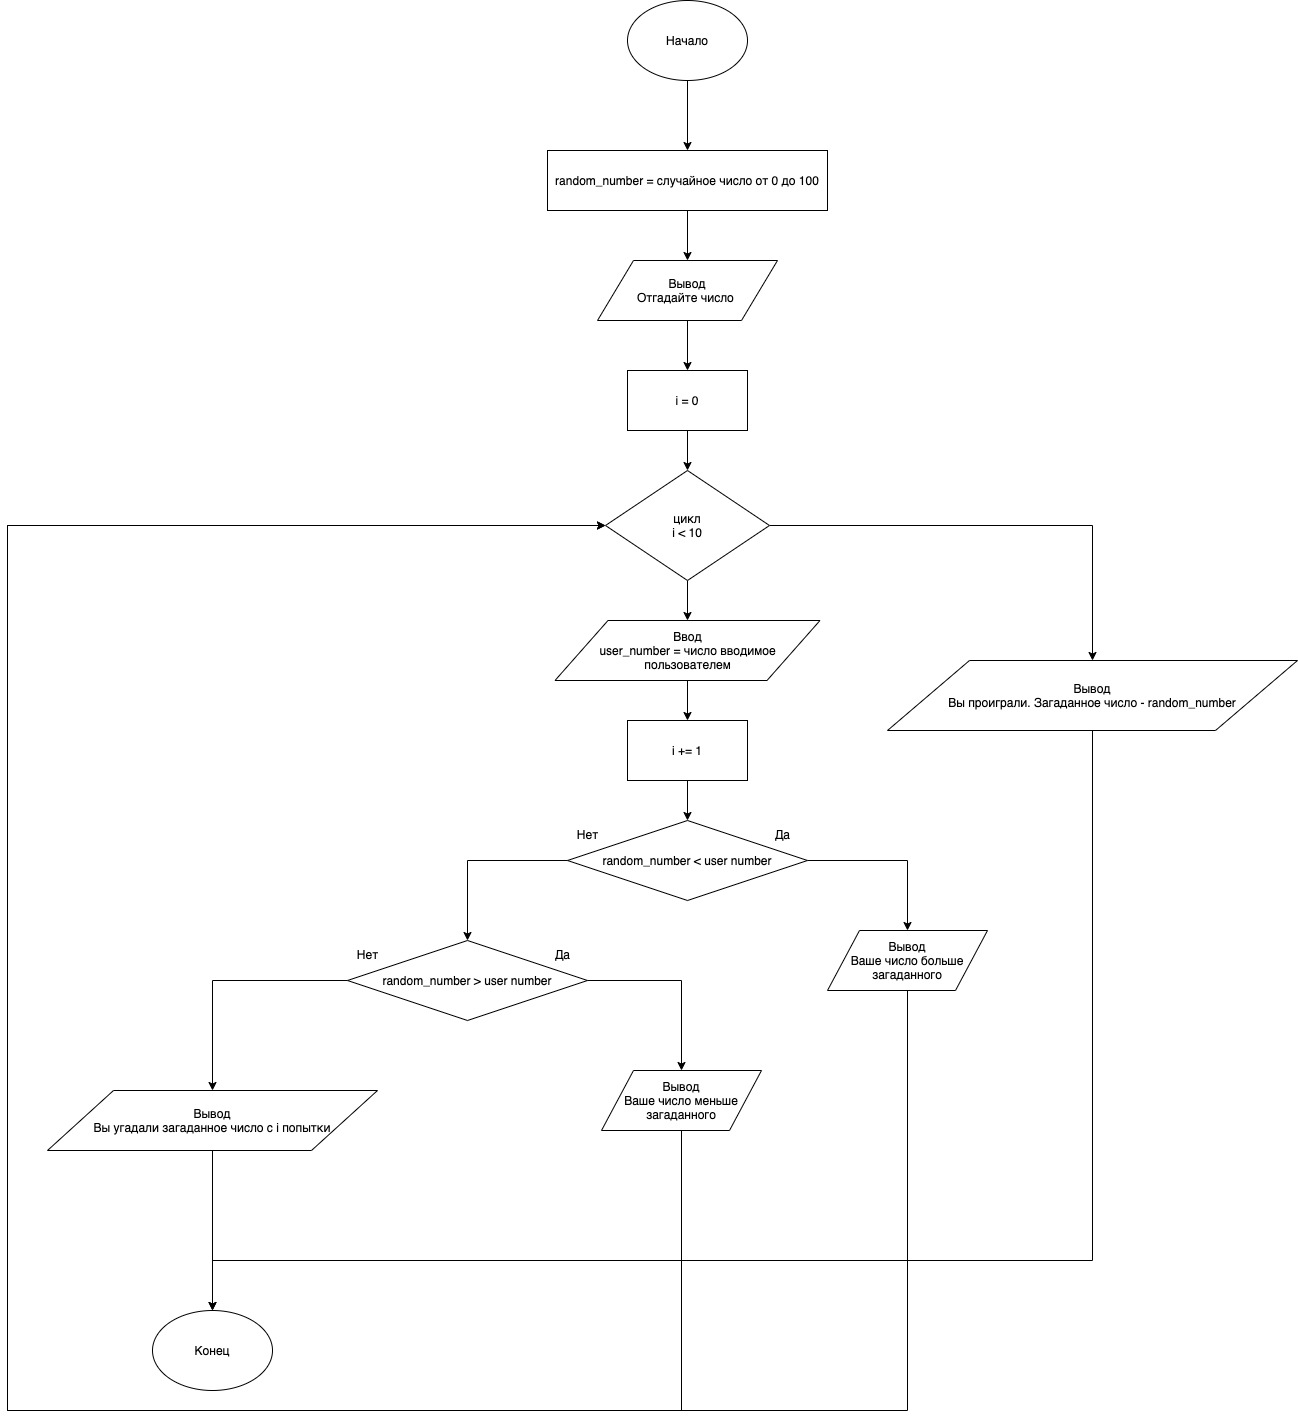 Начало
random_number = случайное число от 0 до 100
Вывод
Отгадайте число
i = 0
цикл
i < 10
Ввод
user_number = число вводимое
пользователем
Вывод
Вы проиграли. Загаданное число - random_number
i += 1
Нет
Да
random_number < user number
Нет
Да
random_number > user number
Вывод
Ваше число больше
загаданного
Вывод
Ваше число меньше
загаданного
Вывод
Вы угадали загаданное число с i попытки
Конец